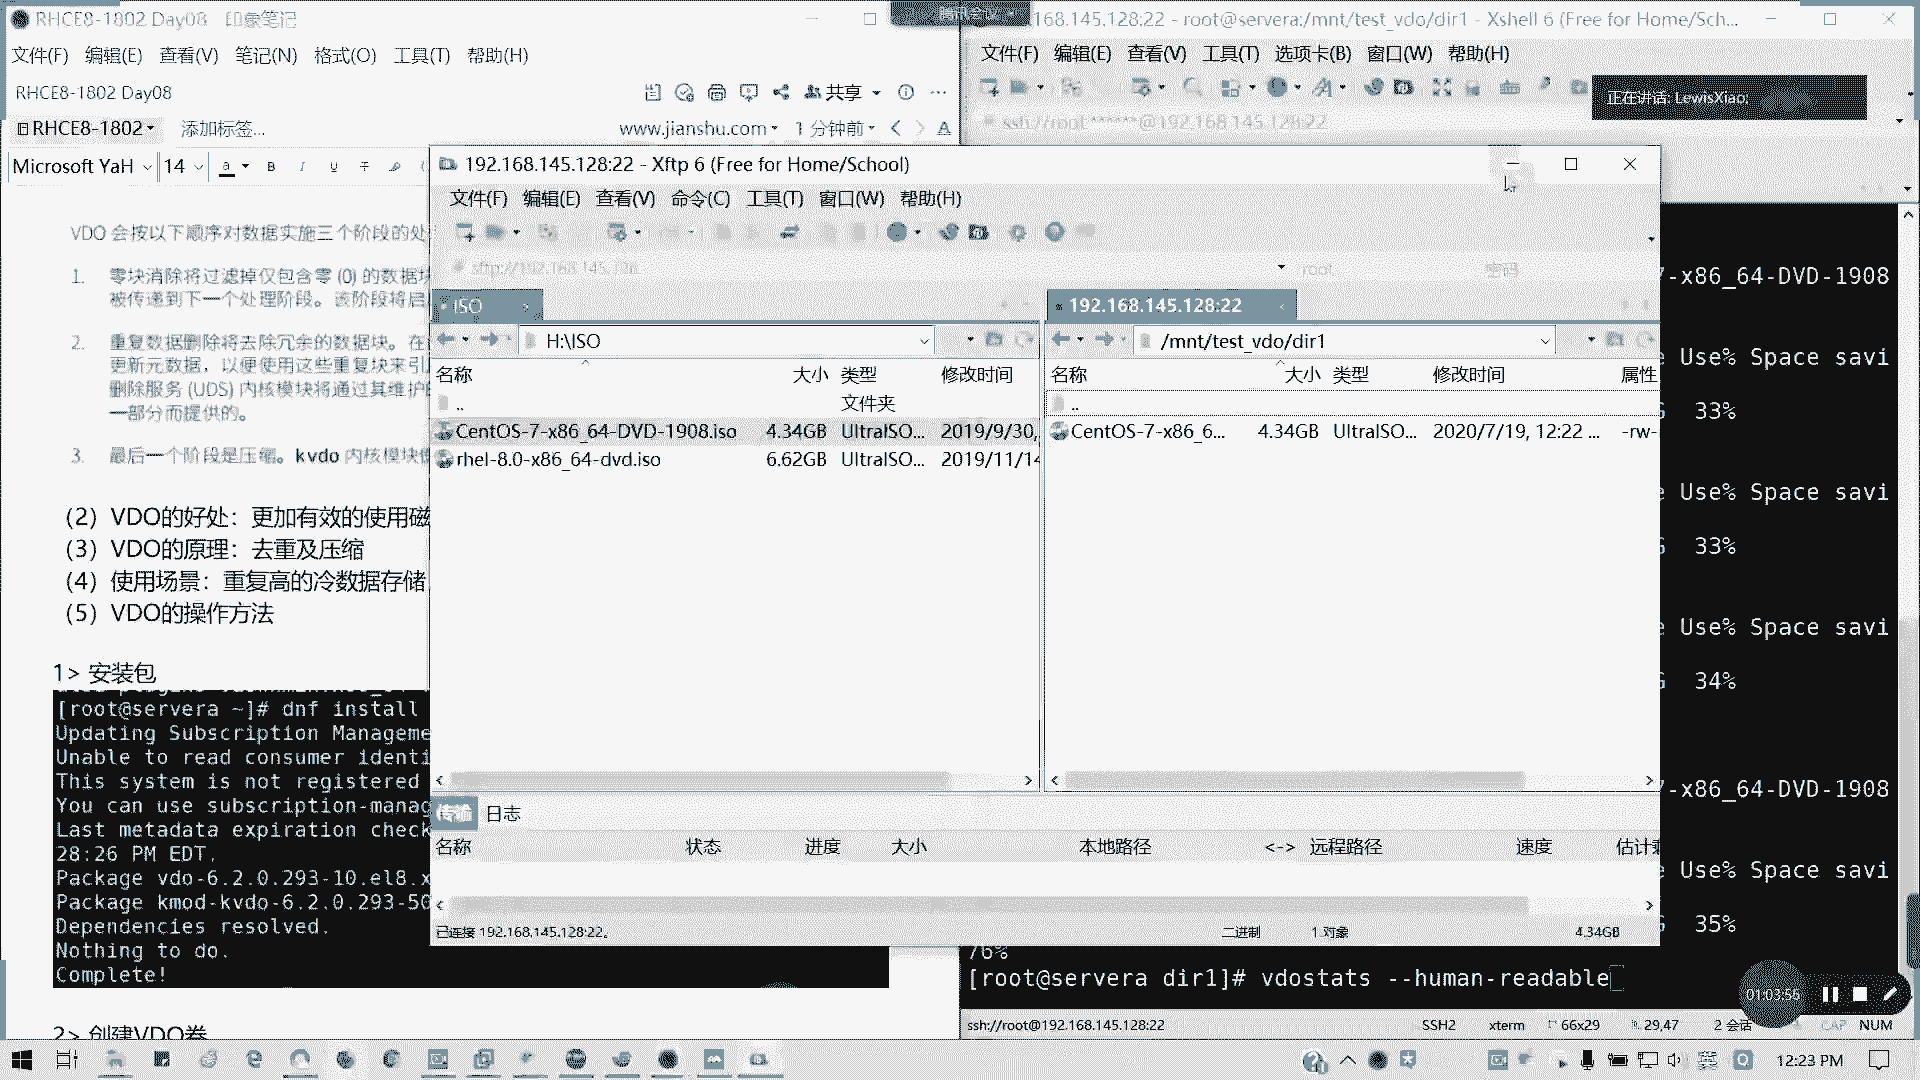 RHCE8-1802 Day08 印象笔记
文件(F) 编辑(E) 查看(V) 笔记(N) 格式(O) 工具(T) 帮助(H)
RHCE8-1802 Day08
共享
RHCE8-1802 添加标签... www.jianshu.com 1 分钟前
Microsoft YaH 14
VDO 会按以下顺序对数据实施三个阶段的处
1. 零块消除将过滤掉仅包含零 (0) 的数据块
被传递到下一个处理阶段。该阶段将启
2. 重复数据删除将去除冗余的数据块。在
更新元数据，以便使用这些重复块来引
删除服务 (UDS) 内核模块将通过其维护的
一部分而提供的。
3. 最后一个阶段是压缩。kvdo 内核模块使
（2）VDO的好处：更加有效的使用磁
（3）VDO的原理：去重及压缩
（4）使用场景：重复高的冷数据存储
（5）VDO的操作方法
1> 安装包
[root@servera ~]# dnf install
Updating Subscription Manageme
Unable to read consumer identi
This system is not registered
You can use subscription-manag
Last metadata expiration check
28:26 PM EDT.
Package vdo-6.2.0.293-10.el8.x
Package kmod-kvdo-6.2.0.293-50
Dependencies resolved.
Nothing to do.
Complete!
2> 创建VDO卷
腾讯会议
168.145.128:22 - root@servera:/mnt/test_vdo/dir1 - Xshell 6 (Free for Home/Sch...
文件(F) 编辑(E) 查看(V) 工具(T) 选项卡(B) 窗口(W) 帮助(H)
正在讲话: LewisXiao;
ssh://root:******@192.168.145.128:22
192.168.145.128:22 - Xftp 6 (Free for Home/School)
文件(F) 编辑(E) 查看(V) 命令(C) 工具(T) 窗口(W) 帮助(H)
sftp://192.168.145.128 root 密码
ISO
H:\ISO
名称 大小 类型 修改时间
.. 文件夹
CentOS-7-x86_64-DVD-1908.iso 4.34GB UltraISO... 2019/9/30,
rhel-8.0-x86_64-dvd.iso 6.62GB UltraISO... 2019/11/14
192.168.145.128:22
/mnt/test_vdo/dir1
名称 大小 类型 修改时间 属性
..
CentOS-7-x86_6... 4.34GB UltraISO... 2020/7/19, 12:22 ... -rw-
传输 日志
名称 状态 进度 大小 本地路径 <-> 远程路径 速度
已连接 192.168.145.128:22。 二进制 1 对象 4.34GB
7-x86_64-DVD-1908
e Use% Space savi
33%
e Use% Space savi
33%
e Use% Space savi
34%
7-x86_64-DVD-1908
e Use% Space savi
35%
76%
[root@servera dir1]# vdostats --human-readable
01:03:55
ssh://root@192.168.145.128:22 SSH2 xterm 66x29 29,47 2 会话 CAP NUM
英 12:23 PM